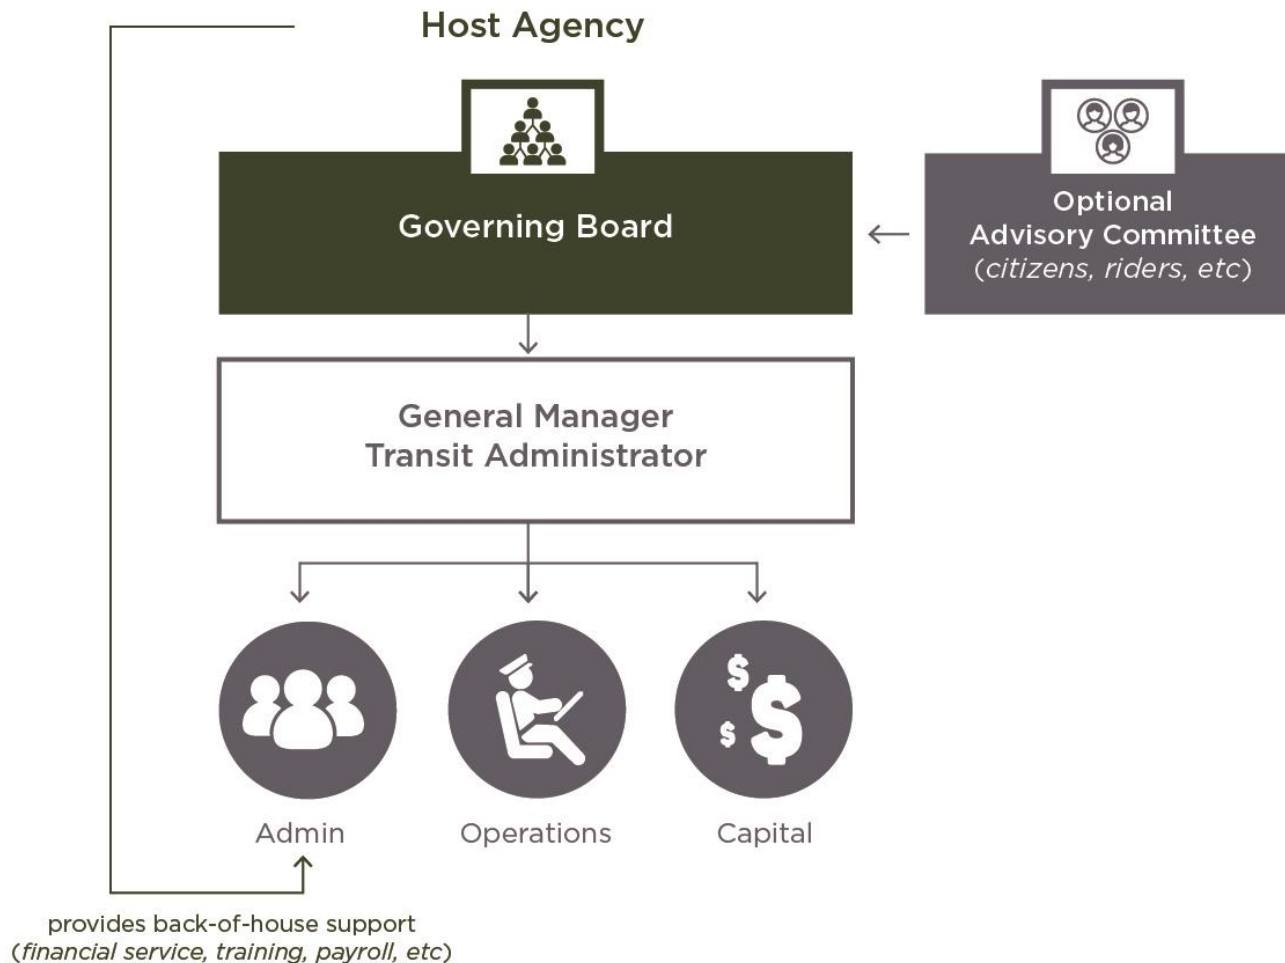 Host Agency
Governing Board
Optional
Advisory Committee
(citizens, riders, etc)
General Manager
Transit Administrator
Admin
Operations
Capital
provides back-of-house support
(financial service, training, payroll, etc)